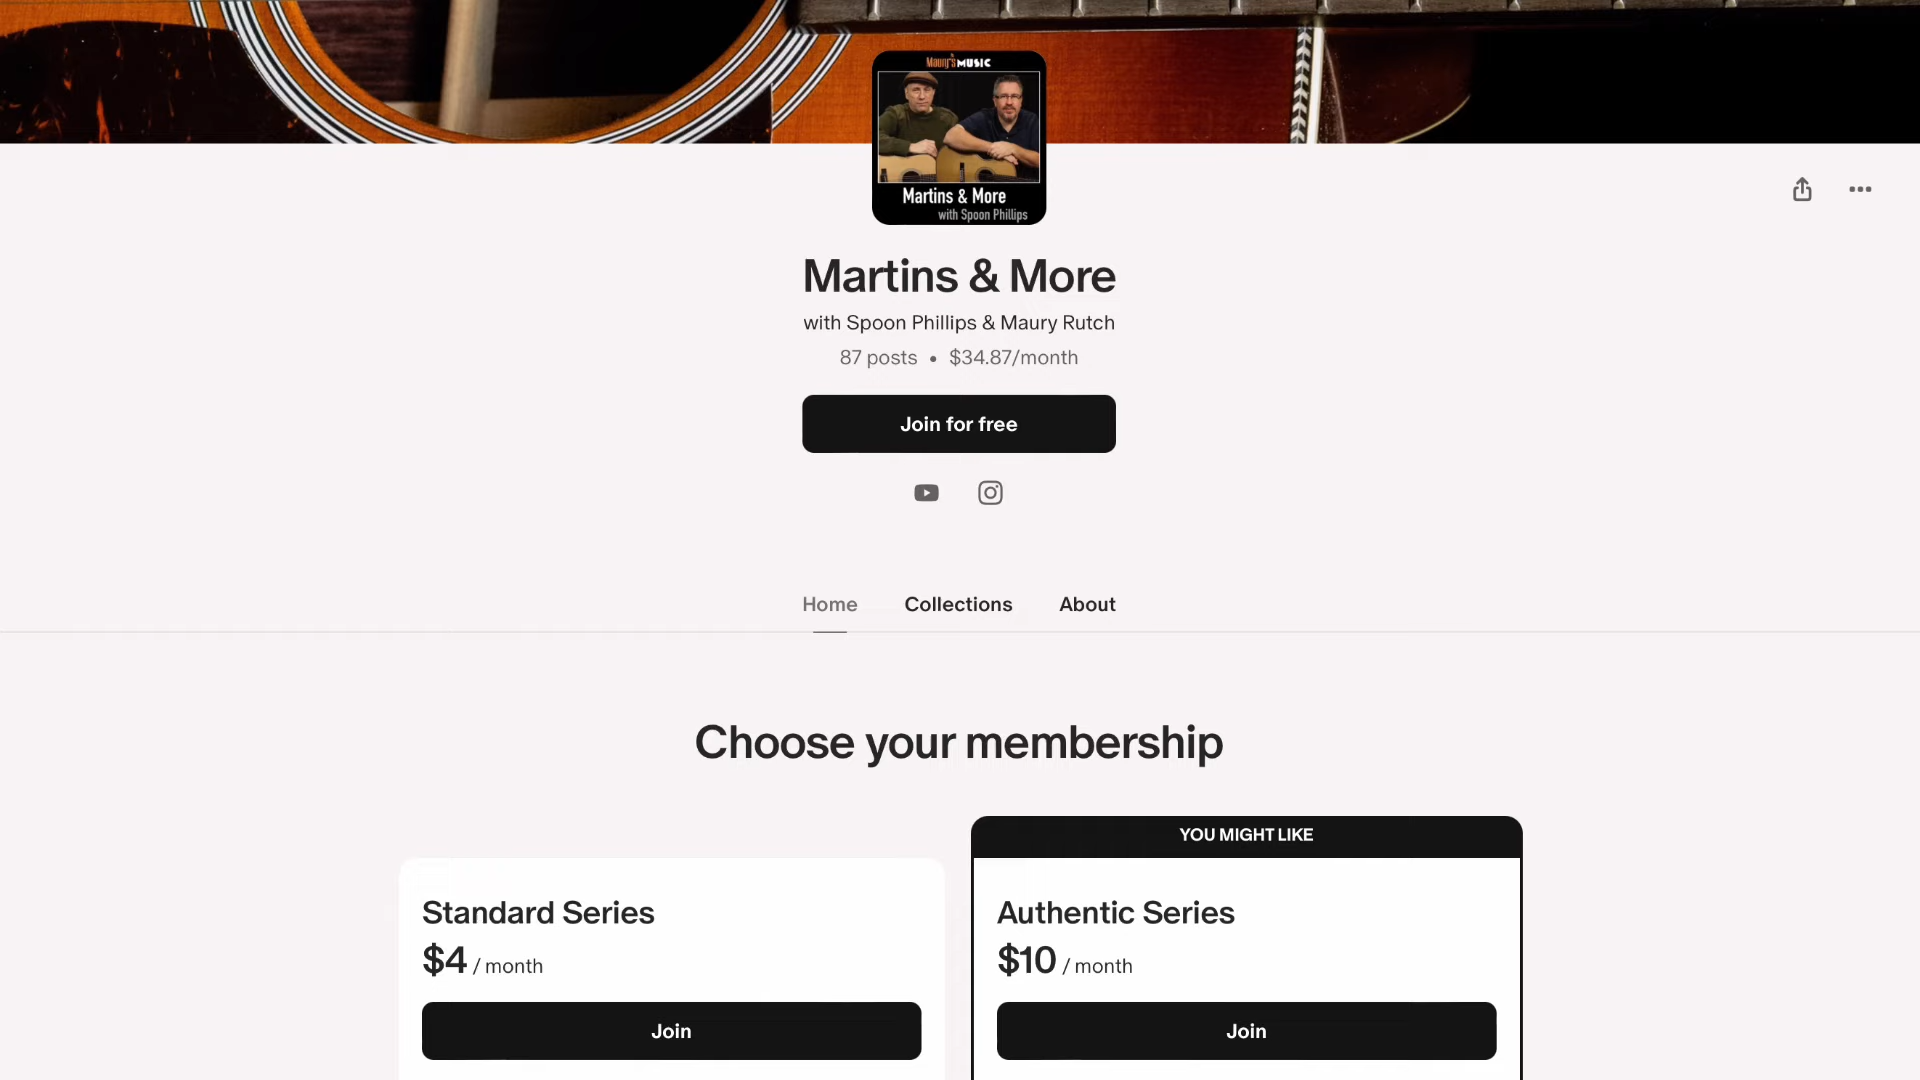 Maury's MUSIC
Martins & More
with Spoon Phillips
Martins & More
with Spoon Phillips & Maury Rutch
87 posts • $34.87/month
Join for free
Home Collections About
Choose your membership
YOU MIGHT LIKE
Standard Series
$4 / month
Join
Authentic Series
$10 / month
Join